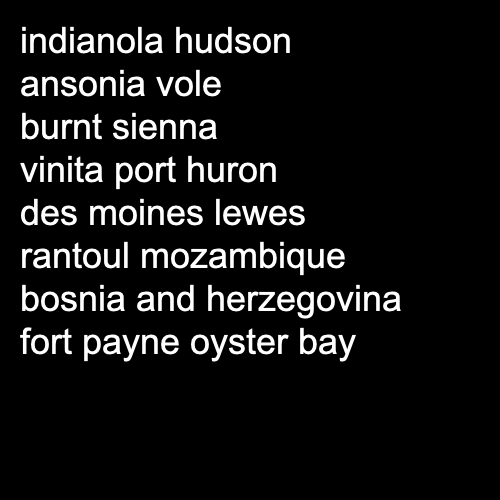 indianola hudson
ansonia vole
burnt sienna
vinita port huron
des moines lewes
rantoul mozambique
bosnia and herzegovina
fort payne oyster bay